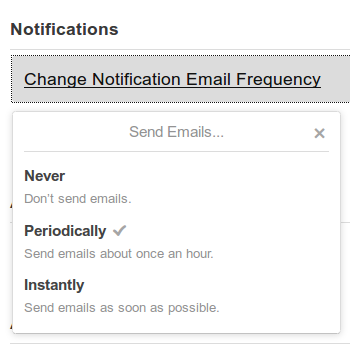 Notifications
Change Notification Email Frequency
Send Emails...
Never
Don't send emails.
Periodically
Send emails about once an hour.
Instantly
Send emails as soon as possible.